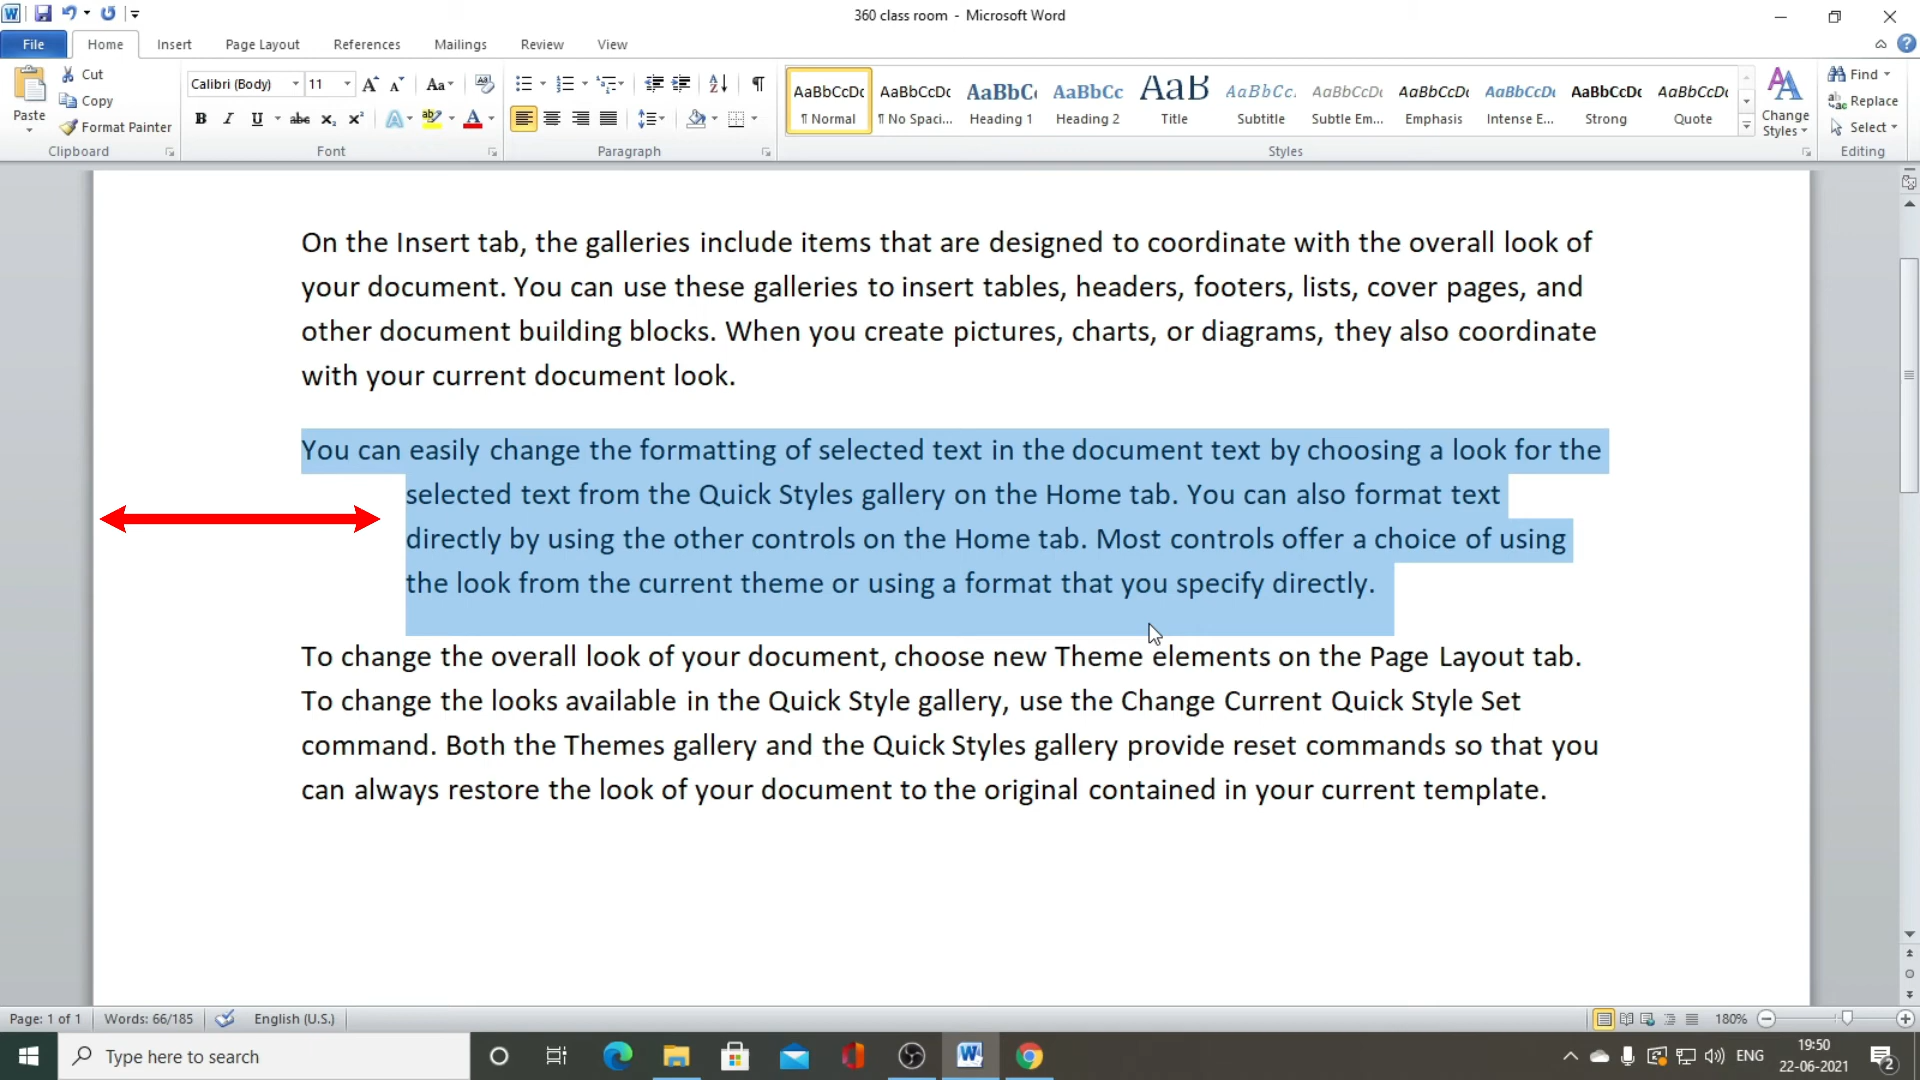 360 class room - Microsoft Word
File Home Insert Page Layout References Mailings Review View
Cut
Copy
Format Painter
Paste
Clipboard
Calibri (Body) 11
Font
Paragraph
AaBbCcDc AaBbCcDc AaBbC AaBbCc AaB AaBbCc. AaBbCcDc AaBbCcDc AaBbCcDc AaBbCcDc AaBbCcDc
¶ Normal ¶ No Spaci... Heading 1 Heading 2 Title Subtitle Subtle Em... Emphasis Intense E... Strong Quote
Styles
Change
Styles
Find
Replace
Select
Editing
On the Insert tab, the galleries include items that are designed to coordinate with the overall look of
your document. You can use these galleries to insert tables, headers, footers, lists, cover pages, and
other document building blocks. When you create pictures, charts, or diagrams, they also coordinate
with your current document look.
You can easily change the formatting of selected text in the document text by choosing a look for the
selected text from the Quick Styles gallery on the Home tab. You can also format text
directly by using the other controls on the Home tab. Most controls offer a choice of using
the look from the current theme or using a format that you specify directly.
To change the overall look of your document, choose new Theme elements on the Page Layout tab.
To change the looks available in the Quick Style gallery, use the Change Current Quick Style Set
command. Both the Themes gallery and the Quick Styles gallery provide reset commands so that you
can always restore the look of your document to the original contained in your current template.
Page: 1 of 1 Words: 66/185 English (U.S.) 180%
Type here to search
ENG
19:50
22-06-2021
2